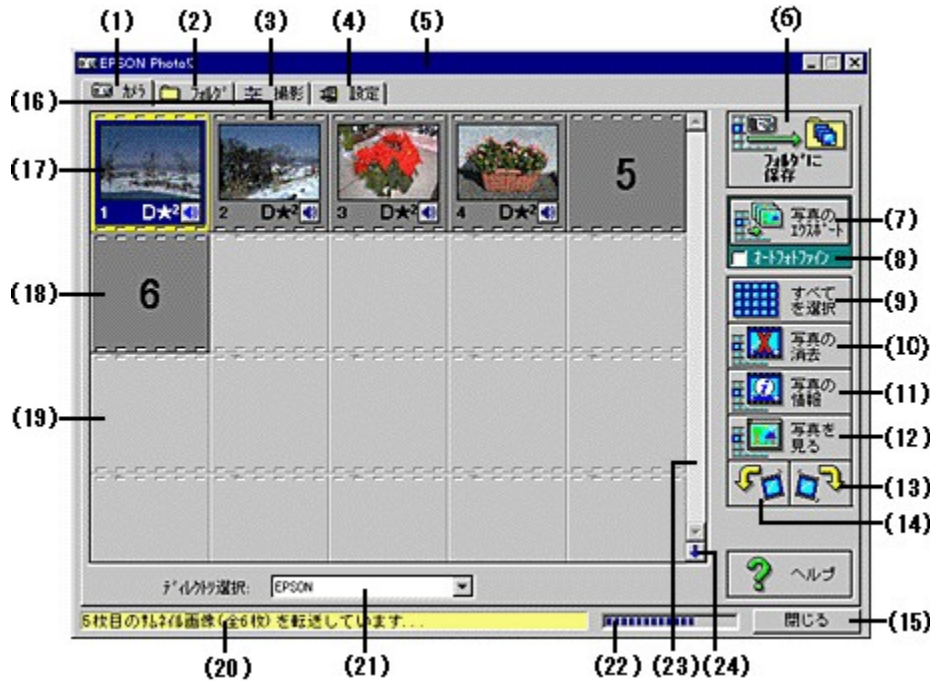 (1) (2) (3) (4) (5) (6)
EPSON Photo!2
カメラ フォルダ 撮影 設定
(16)
(17)
1 D★² 2 D★² 3 D★² 4 D★² 5
フォルダに
保存
写真の
エクスポート
(7)
オートフォトファイン
(8)
(18)
6
すべて
を選択
(9)
写真の
消去
(10)
写真の
情報
(11)
(19)
写真を
見る
(12)
(13)
(14)
ヘルプ
ディレクトリ選択: EPSON
5枚目のサムネイル画像(全6枚)を転送しています...
閉じる
(15)
(20) (21) (22) (23) (24)